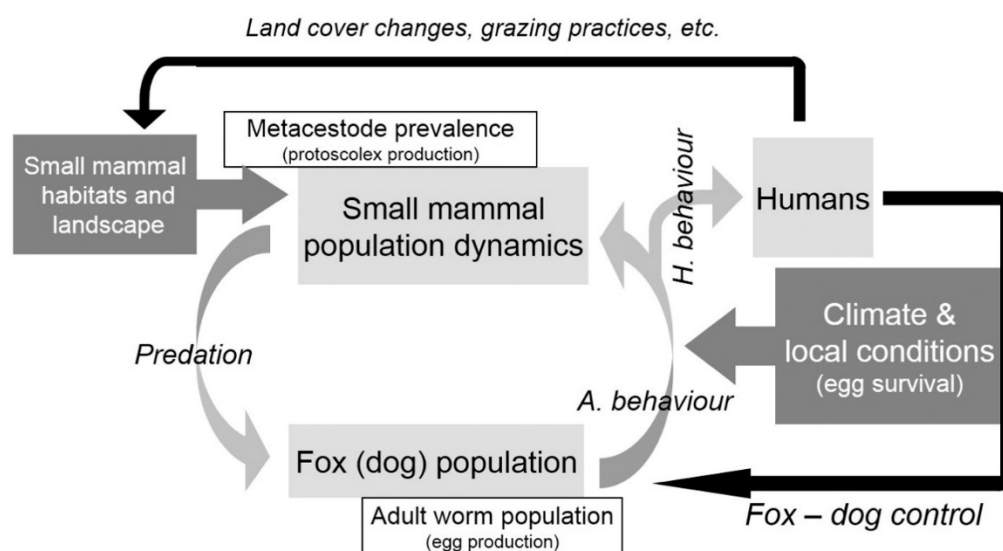 Land cover changes, grazing practices, etc.
Metacestode prevalence
(protoscolex production)
Small mammal
habitats and
landscape
Small mammal
population dynamics
H. behaviour
Humans
Climate &
local conditions
(egg survival)
Predation
A. behaviour
Fox (dog) population
Adult worm population
(egg production)
Fox – dog control